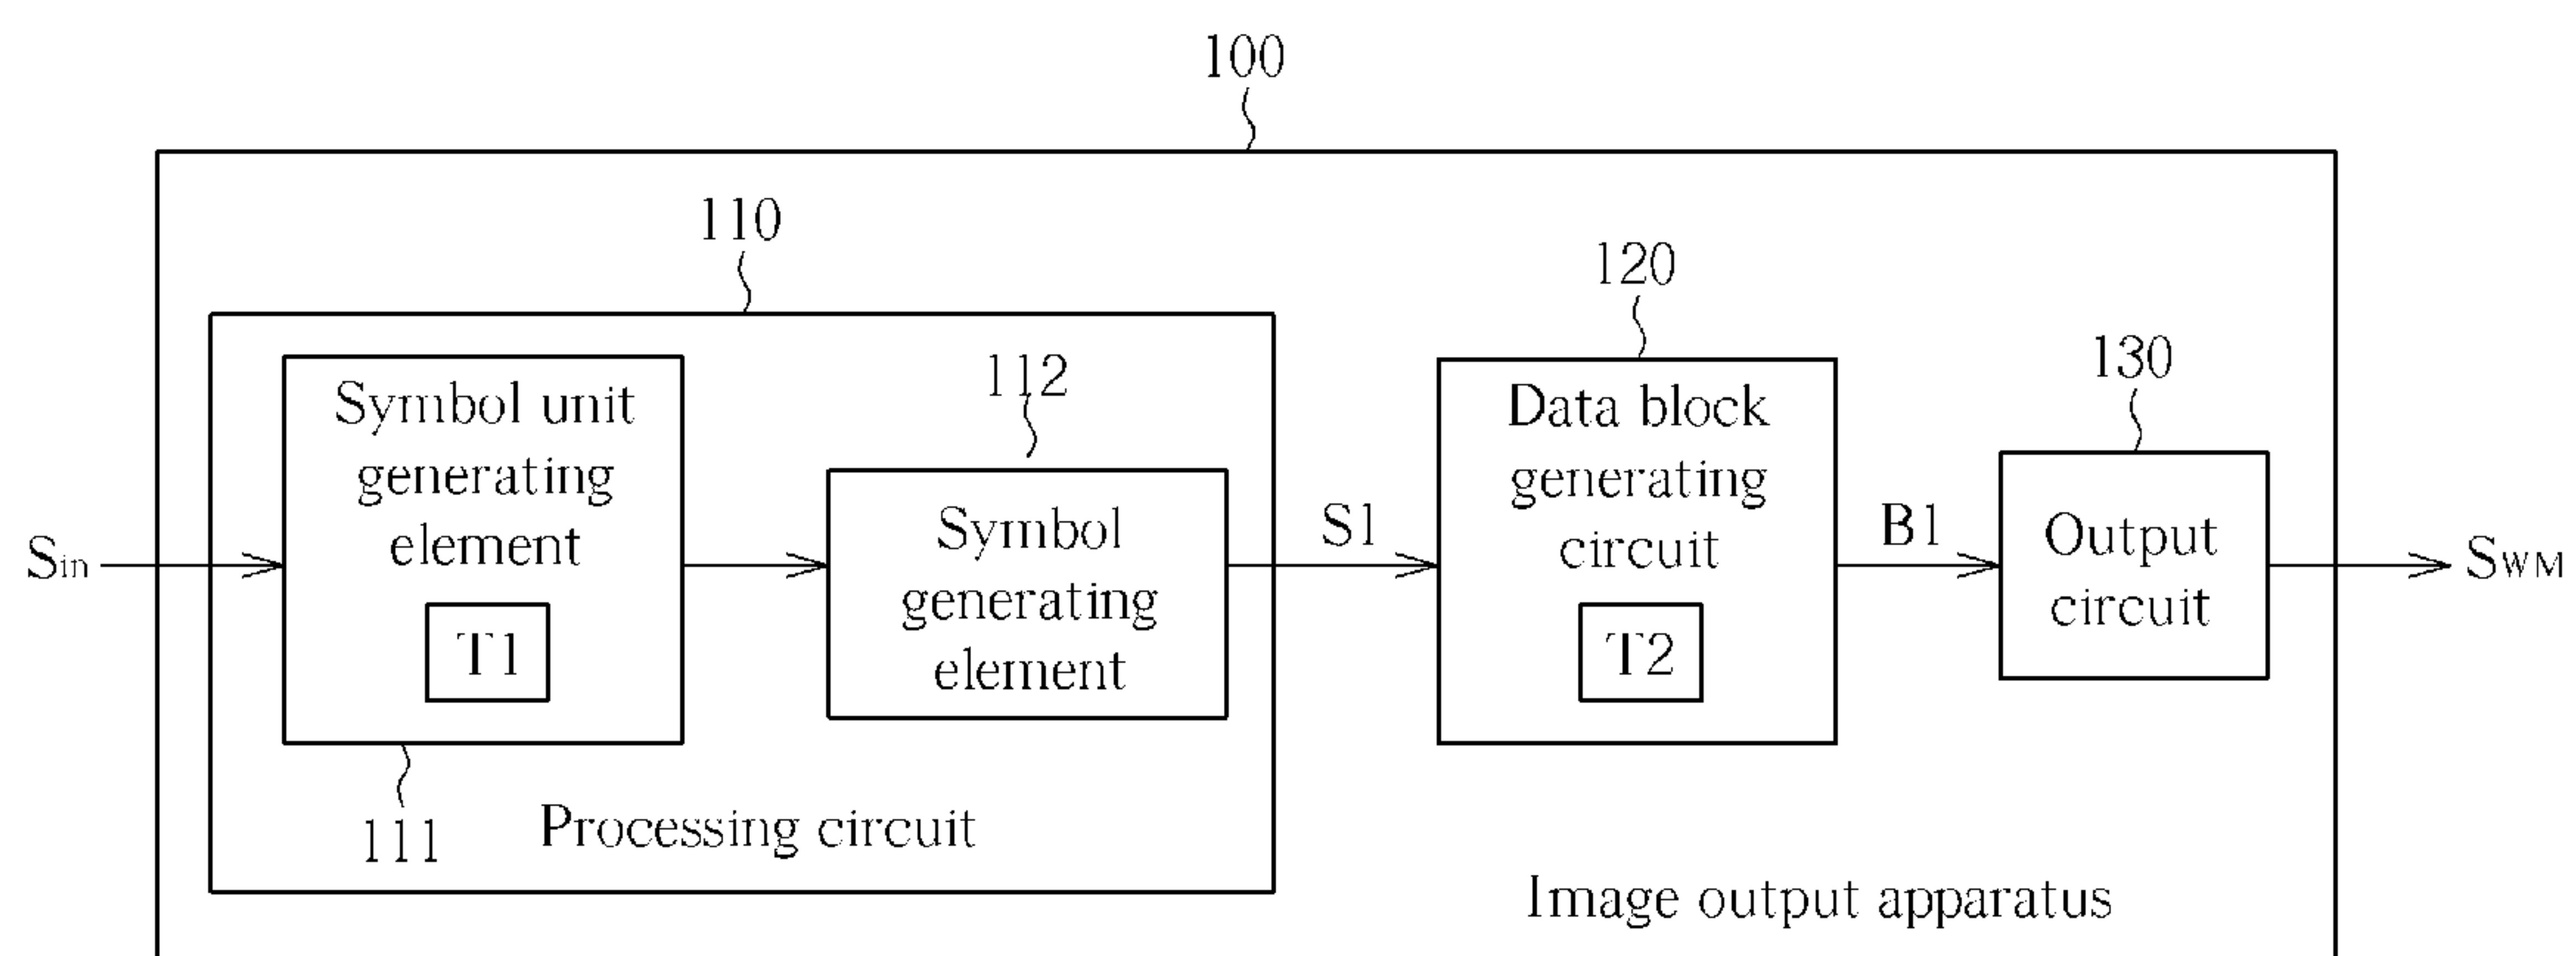 100
110
120
130
112
Symbol unit
generating
element
T1
111
Symbol
generating
element
Processing circuit
Data block
generating
circuit
T2
Output
circuit
Sin
S1
B1
SWM
Image output apparatus